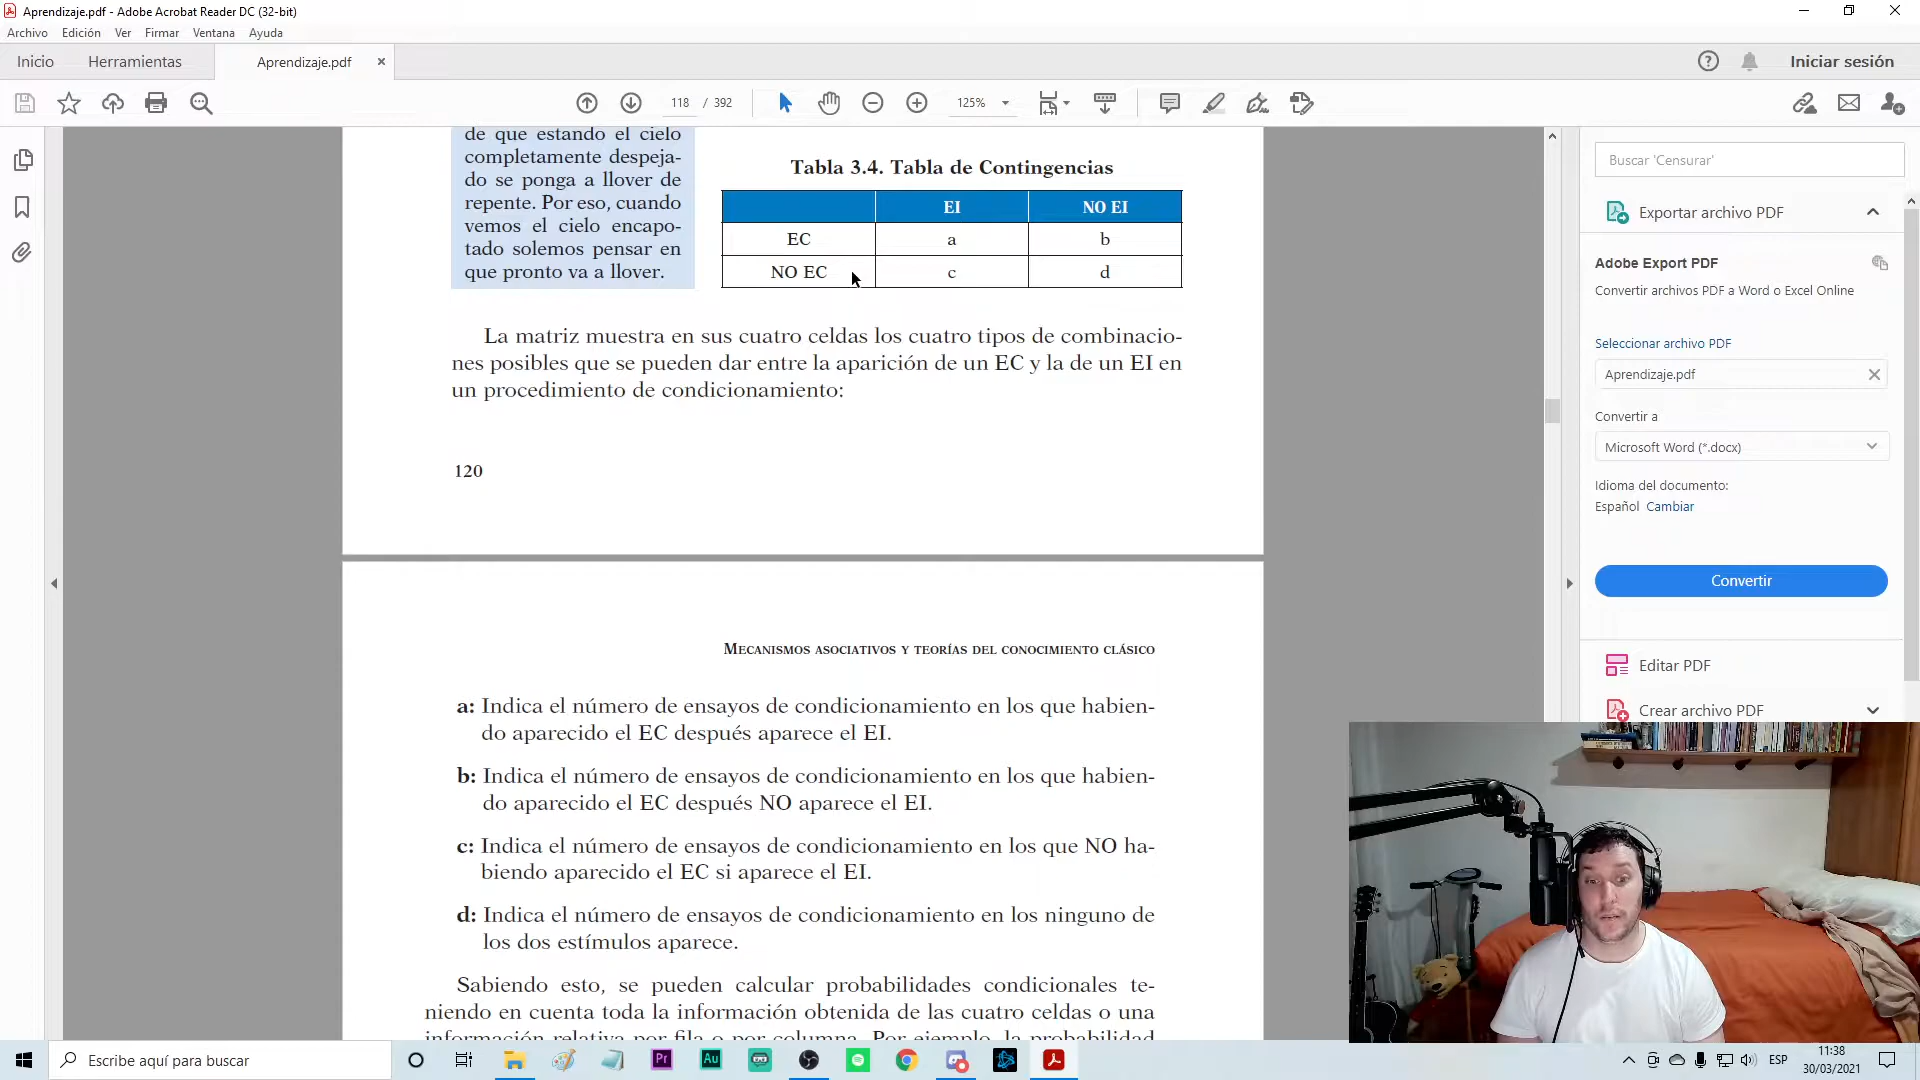 Aprendizaje.pdf - Adobe Acrobat Reader DC (32-bit)
Archivo Edición Ver Firmar Ventana Ayuda
Inicio Herramientas Aprendizaje.pdf × Iniciar sesión
118 / 392 125%
de que estando el cielo
completamente despeja-
do se ponga a llover de
repente. Por eso, cuando
vemos el cielo encapo-
tado solemos pensar en
que pronto va a llover.
Tabla 3.4. Tabla de Contingencias
EI NO EI
EC a b
NO EC c d
La matriz muestra en sus cuatro celdas los cuatro tipos de combinacio-
nes posibles que se pueden dar entre la aparición de un EC y la de un EI en
un procedimiento de condicionamiento:
120
Mecanismos asociativos y teorías del conocimiento clásico
a: Indica el número de ensayos de condicionamiento en los que habien-
do aparecido el EC después aparece el EI.
b: Indica el número de ensayos de condicionamiento en los que habien-
do aparecido el EC después NO aparece el EI.
c: Indica el número de ensayos de condicionamiento en los que NO ha-
biendo aparecido el EC si aparece el EI.
d: Indica el número de ensayos de condicionamiento en los ninguno de
los dos estímulos aparece.
Sabiendo esto, se pueden calcular probabilidades condicionales te-
niendo en cuenta toda la información obtenida de las cuatro celdas o una
información relativa por fila o por columna. Por ejemplo, la probabilidad
Buscar 'Censurar'
Exportar archivo PDF
Adobe Export PDF
Convertir archivos PDF a Word o Excel Online
Seleccionar archivo PDF
Aprendizaje.pdf
Convertir a
Microsoft Word (*.docx)
Idioma del documento:
Español Cambiar
Convertir
Editar PDF
Crear archivo PDF
Escribe aquí para buscar
Pr Au
ESP
11:38
30/03/2021